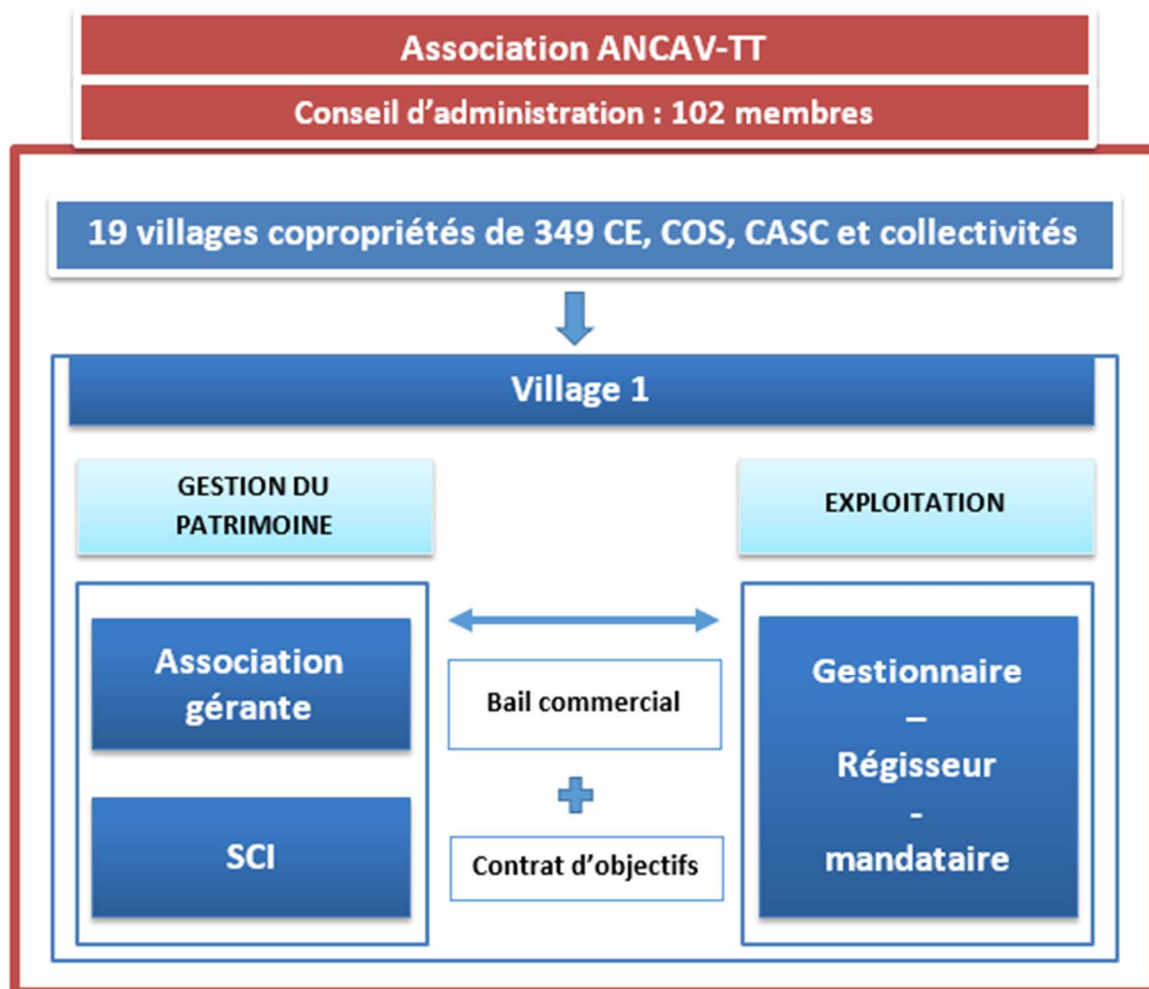 Association ANCAV-TT
Conseil d’administration : 102 membres
19 villages copropriétés de 349 CE, COS, CASC et collectivités
Village 1
GESTION DU
PATRIMOINE
EXPLOITATION
Association
gérante
SCI
Bail commercial
Contrat d’objectifs
Gestionnaire
–
Régisseur
-
mandataire